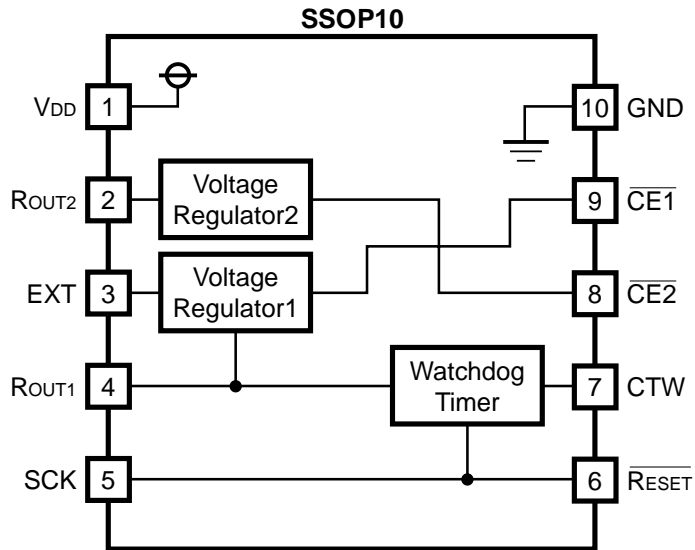 SSOP10
VDD 1
10 GND
ROUT2 2
Voltage
Regulator2
9 CE1
EXT 3
Voltage
Regulator1
8 CE2
ROUT1 4
Watchdog
Timer
7 CTW
SCK 5
6 RESET